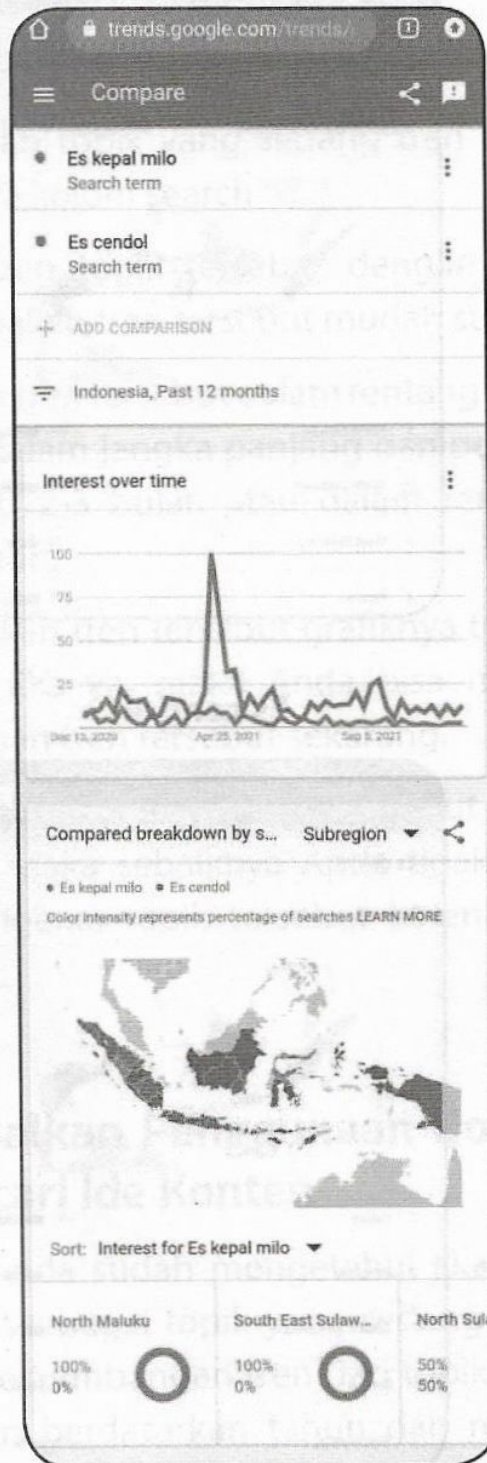 trends.google.com/trends/
1
Compare
Es kepal milo
Search term
Es cendol
Search term
+ ADD COMPARISON
Indonesia, Past 12 months
Interest over time
100
75
50
25
Dec 13, 2020 Apr 25, 2021 Sep 5, 2021
Compared breakdown by s... Subregion
Es kepal milo Es cendol
Color intensity represents percentage of searches LEARN MORE
Sort: Interest for Es kepal milo
North Maluku South East Sulaw... North Sul
100% 100% 50%
0% 0% 50%